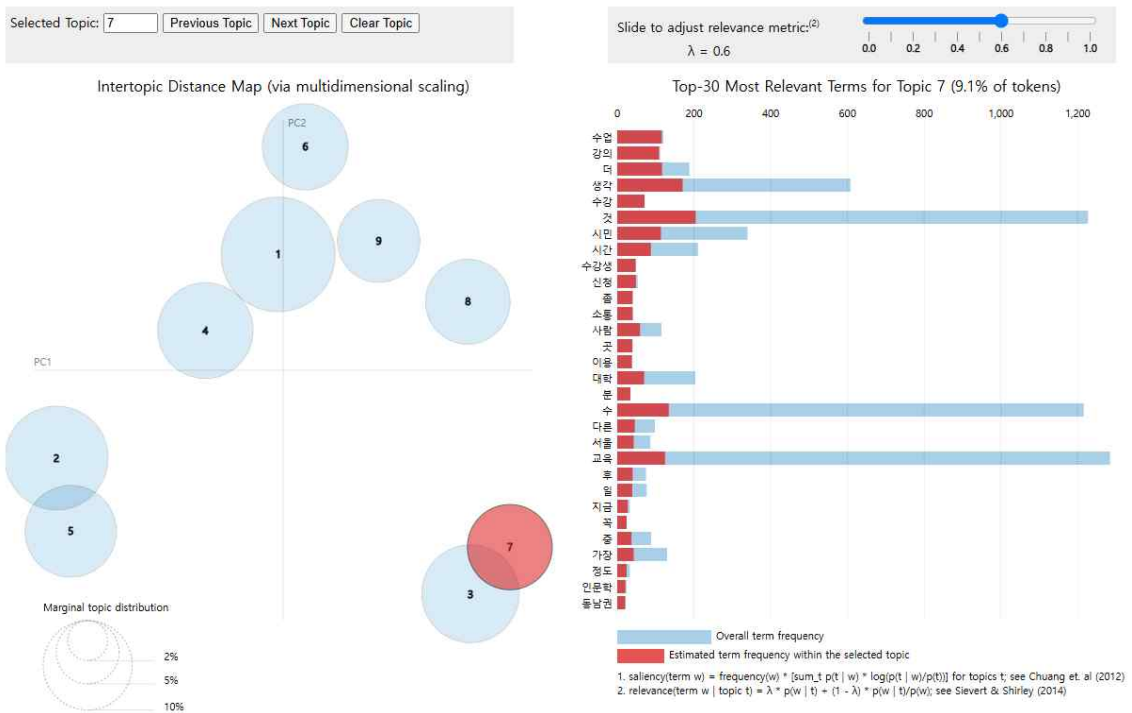 Selected Topic: 7 Previous Topic Next Topic Clear Topic
Slide to adjust relevance metric:(2)
λ = 0.6
0.0 0.2 0.4 0.6 0.8 1.0
Intertopic Distance Map (via multidimensional scaling)
PC2
6
1
9
8
4
PC1
2
5
7
3
Marginal topic distribution
2%
5%
10%
Top-30 Most Relevant Terms for Topic 7 (9.1% of tokens)
0 200 400 600 800 1,000 1,200
수업
강의
더
생각
수강
것
시민
시간
수강생
신청
좀
소통
사람
곳
이용
대학
분
수
다른
서울
교육
후
일
지금
꼭
중
가장
정도
인문학
동남권
Overall term frequency
Estimated term frequency within the selected topic
1. saliency(term w) = frequency(w) * [sum_t p(t | w) * log(p(t | w)/p(t))] for topics t; see Chuang et. al (2012)
2. relevance(term w | topic t) = λ * p(w | t) + (1 - λ) * p(w | t)/p(w); see Sievert & Shirley (2014)